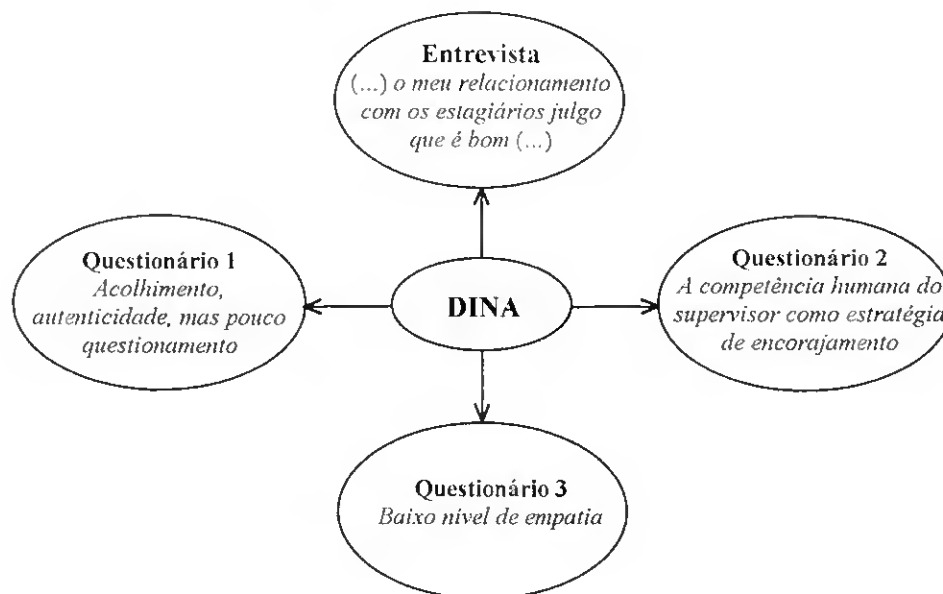 Entrevista
(...) o meu relacionamento
com os estagiários julgo
que é bom (...)
Questionário 1
Acolhimento,
autenticidade, mas pouco
questionamento
DINA
Questionário 2
A competência humana do
supervisor como estratégia
de encorajamento
Questionário 3
Baixo nível de empatia